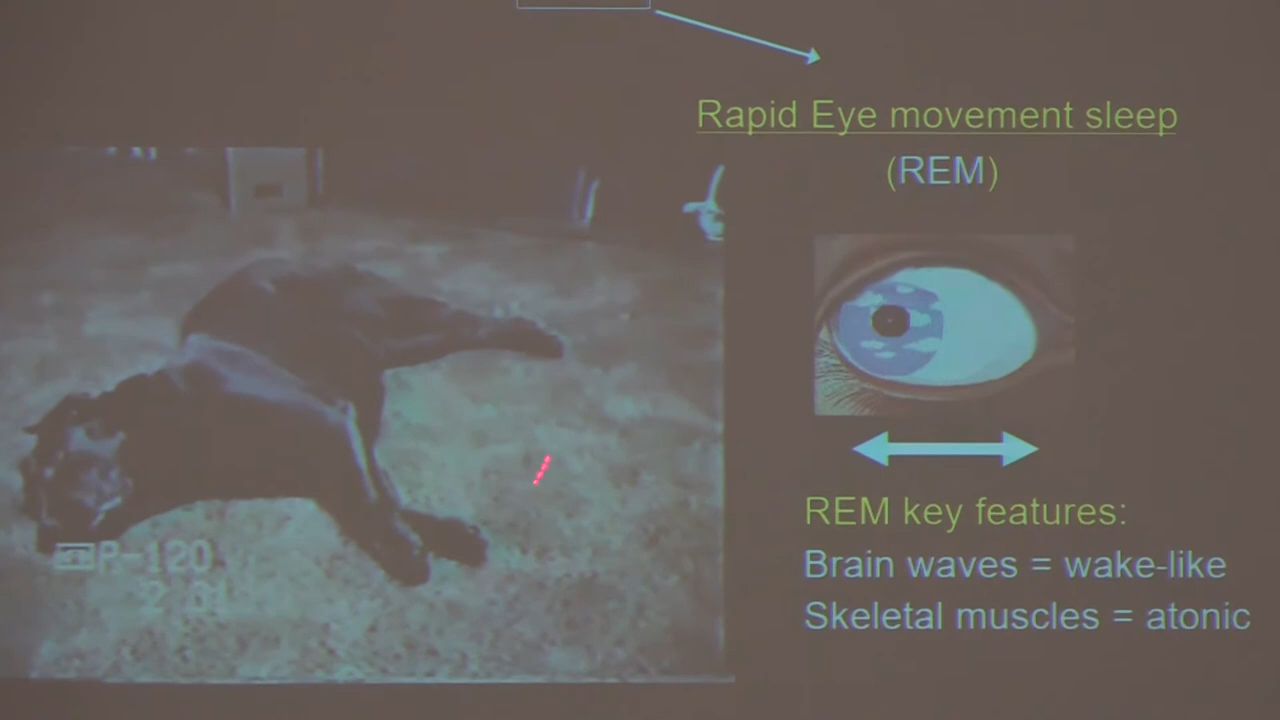 Rapid Eye movement sleep
(REM)
REM key features:
Brain waves = wake-like
Skeletal muscles = atonic
P-120